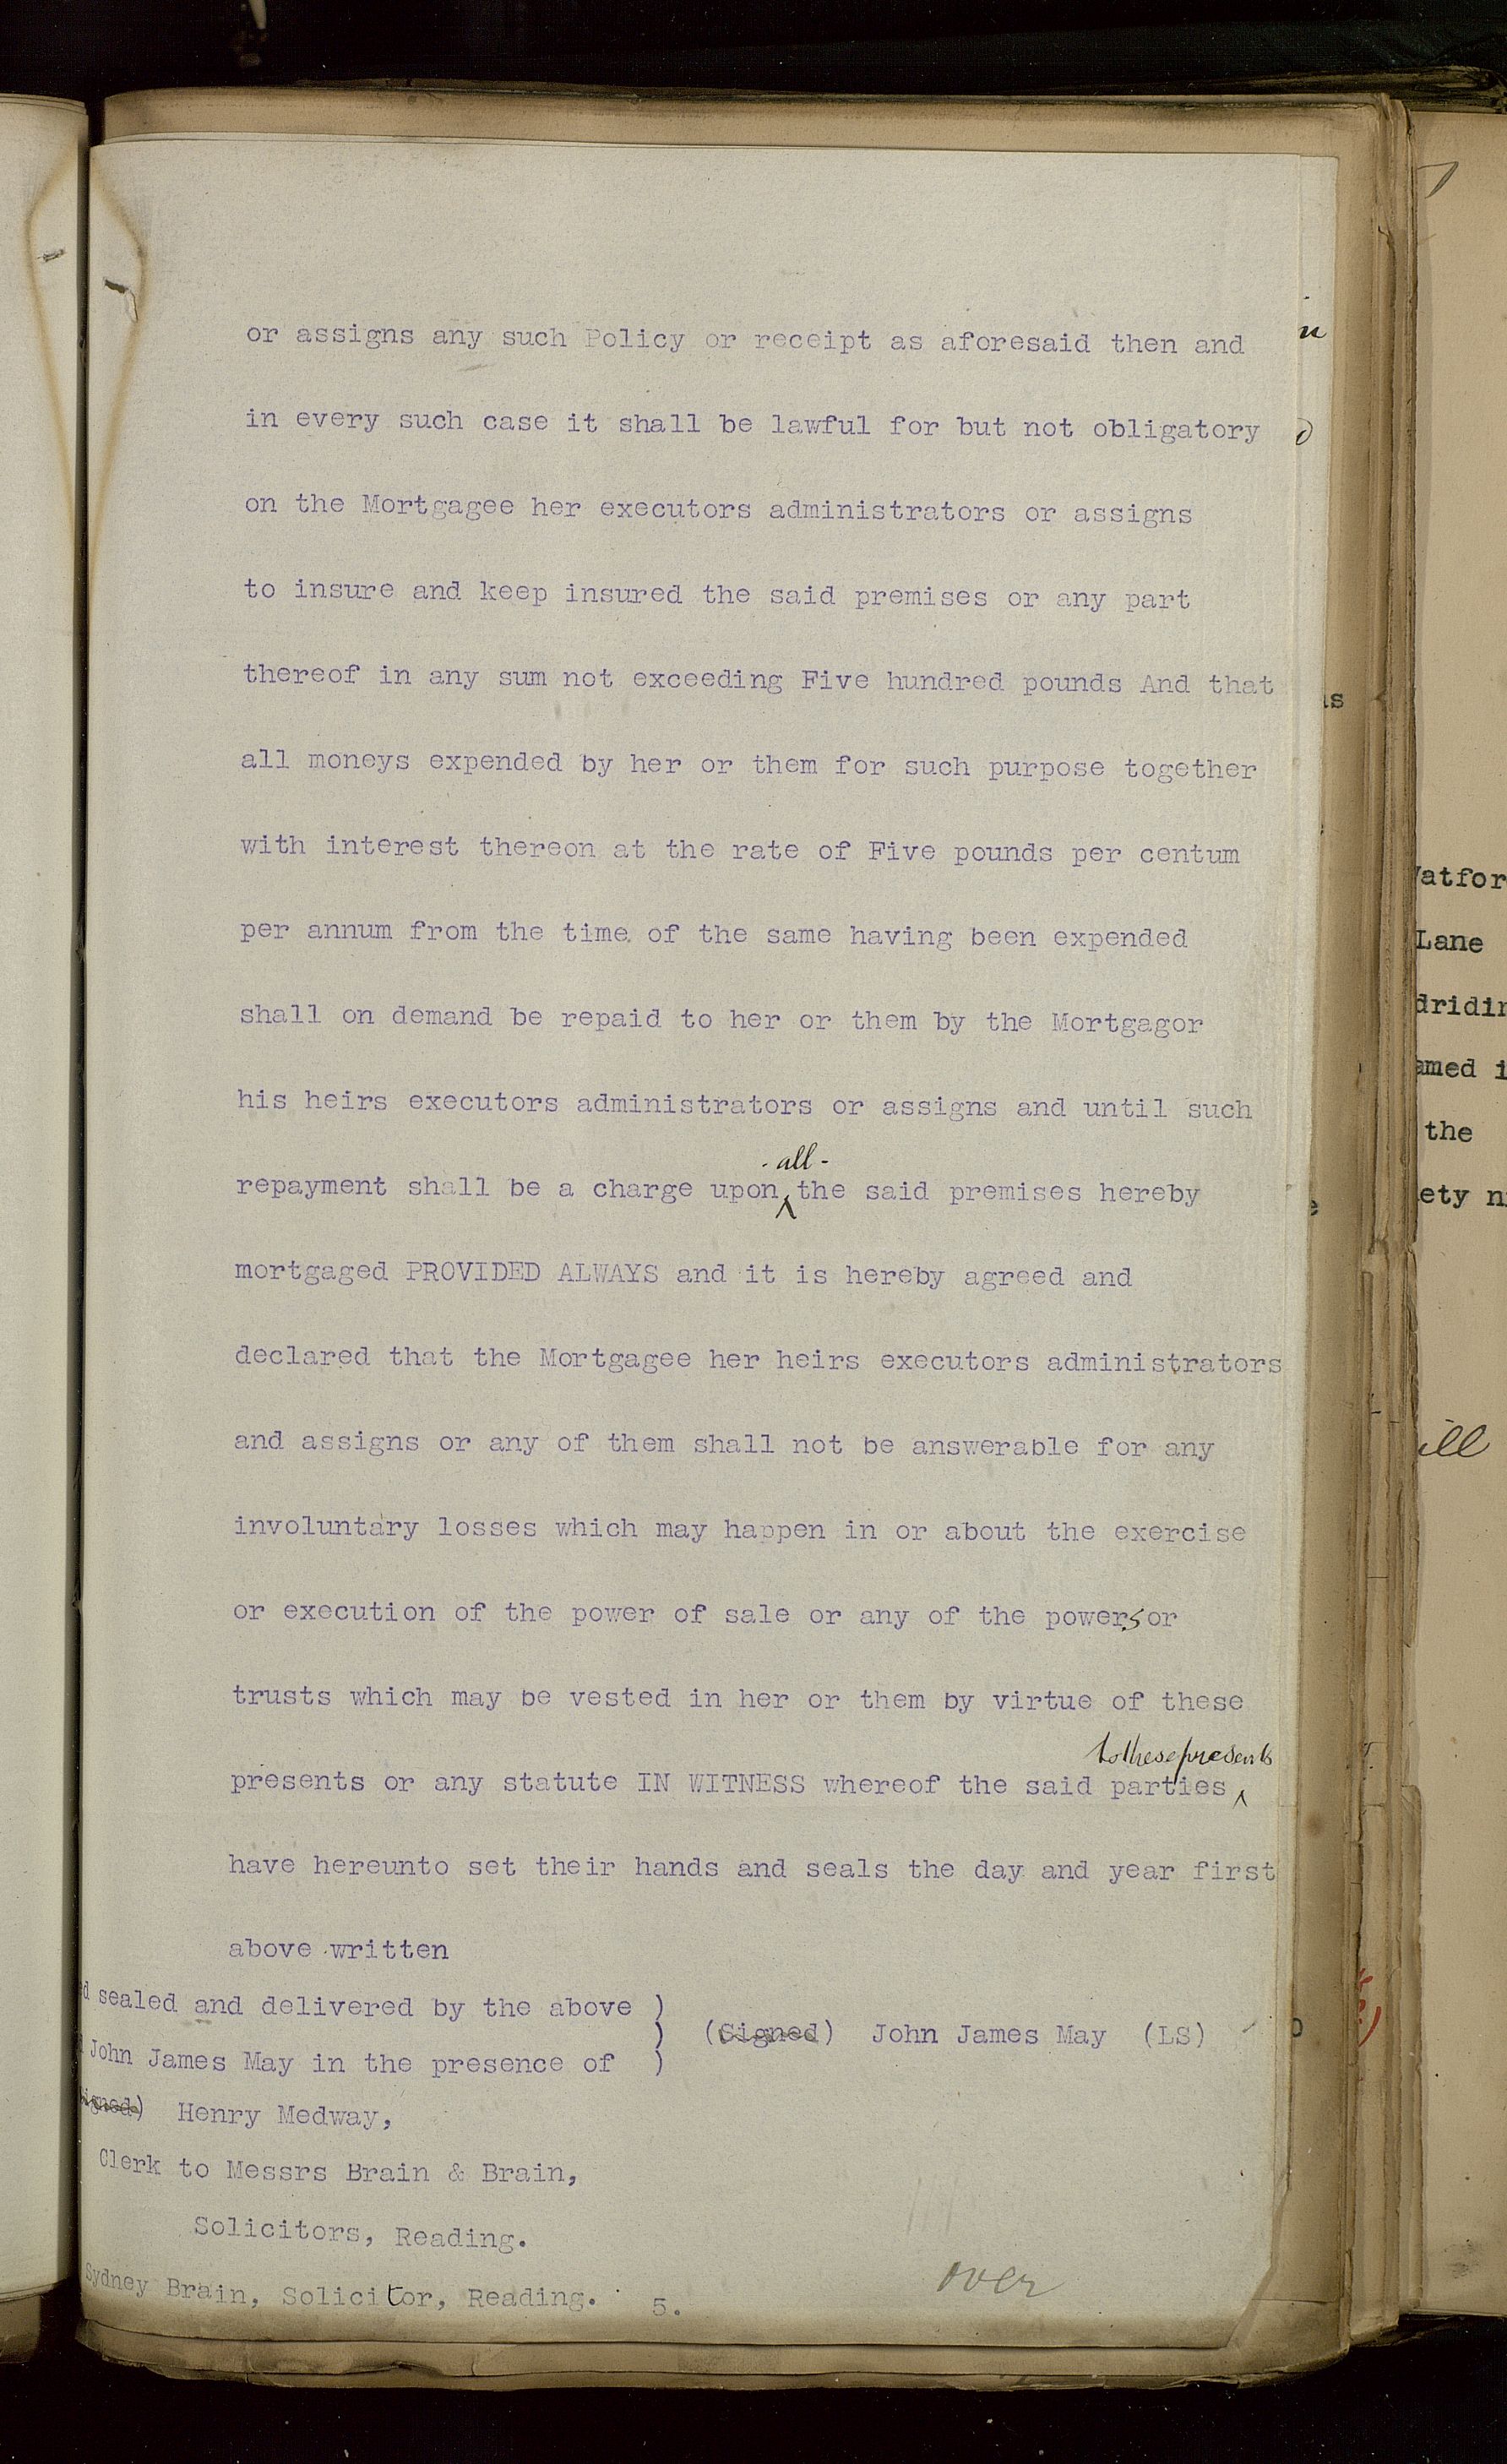 or assigns any such Policy or receipt as aforesaid then and
in every such case it shall be lawful for but not obligatory
on the Mortgagee her executors administrators or assigns
to insure and keep insured the said premises or any part
thereof in any sum not exceeding Five hundred pounds And that
all moneys expended by her or them for such purpose together
with interest thereon at the rate of Five pounds per centum
per annum from the time of the same having been expended
shall on demand be repaid to her or them by the Mortgagor
his heirs executors administrators or assigns and until such
- all -
repayment shall be a charge upon the said premises hereby
mortgaged PROVIDED ALWAYS and it is hereby agreed and
declared that the Mortgagee her heirs executors administrators
and assigns or any of them shall not be answerable for any
involuntary losses which may happen in or about the exercise
or execution of the power of sale or any of the powers or
trusts which may be vested in her or them by virtue of these
to these presents
presents or any statute IN WITNESS whereof the said parties
have hereunto set their hands and seals the day and year first
above written
sealed and delivered by the above )
) (Signed) John James May (LS)
John James May in the presence of )
Henry Medway,
Clerk to Messrs Brain & Brain,
Solicitors, Reading.
Sydney Brain, Solicitor, Reading. 5.
over
Lane
the